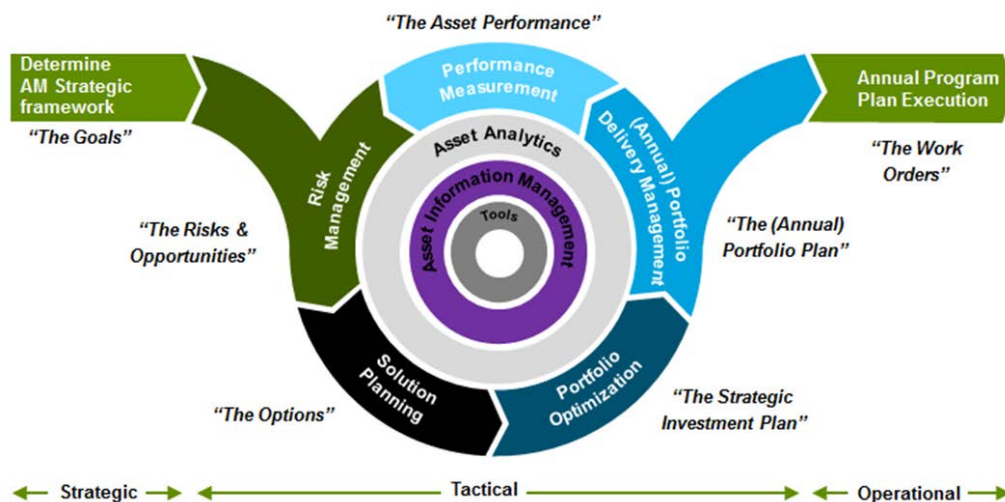 “The Asset Performance”
Determine
AM Strategic
framework
“The Goals”
Performance
Measurement
Annual Program
Plan Execution
“The Work
Orders”
Risk
Management
“The Risks &
Opportunities”
(Annual) Portfolio
Delivery Management
“The (Annual)
Portfolio Plan”
Asset Analytics
Asset Information Management
Tools
Solution
Planning
“The Options”
Portfolio
Optimization
“The Strategic
Investment Plan”
Strategic
Tactical
Operational